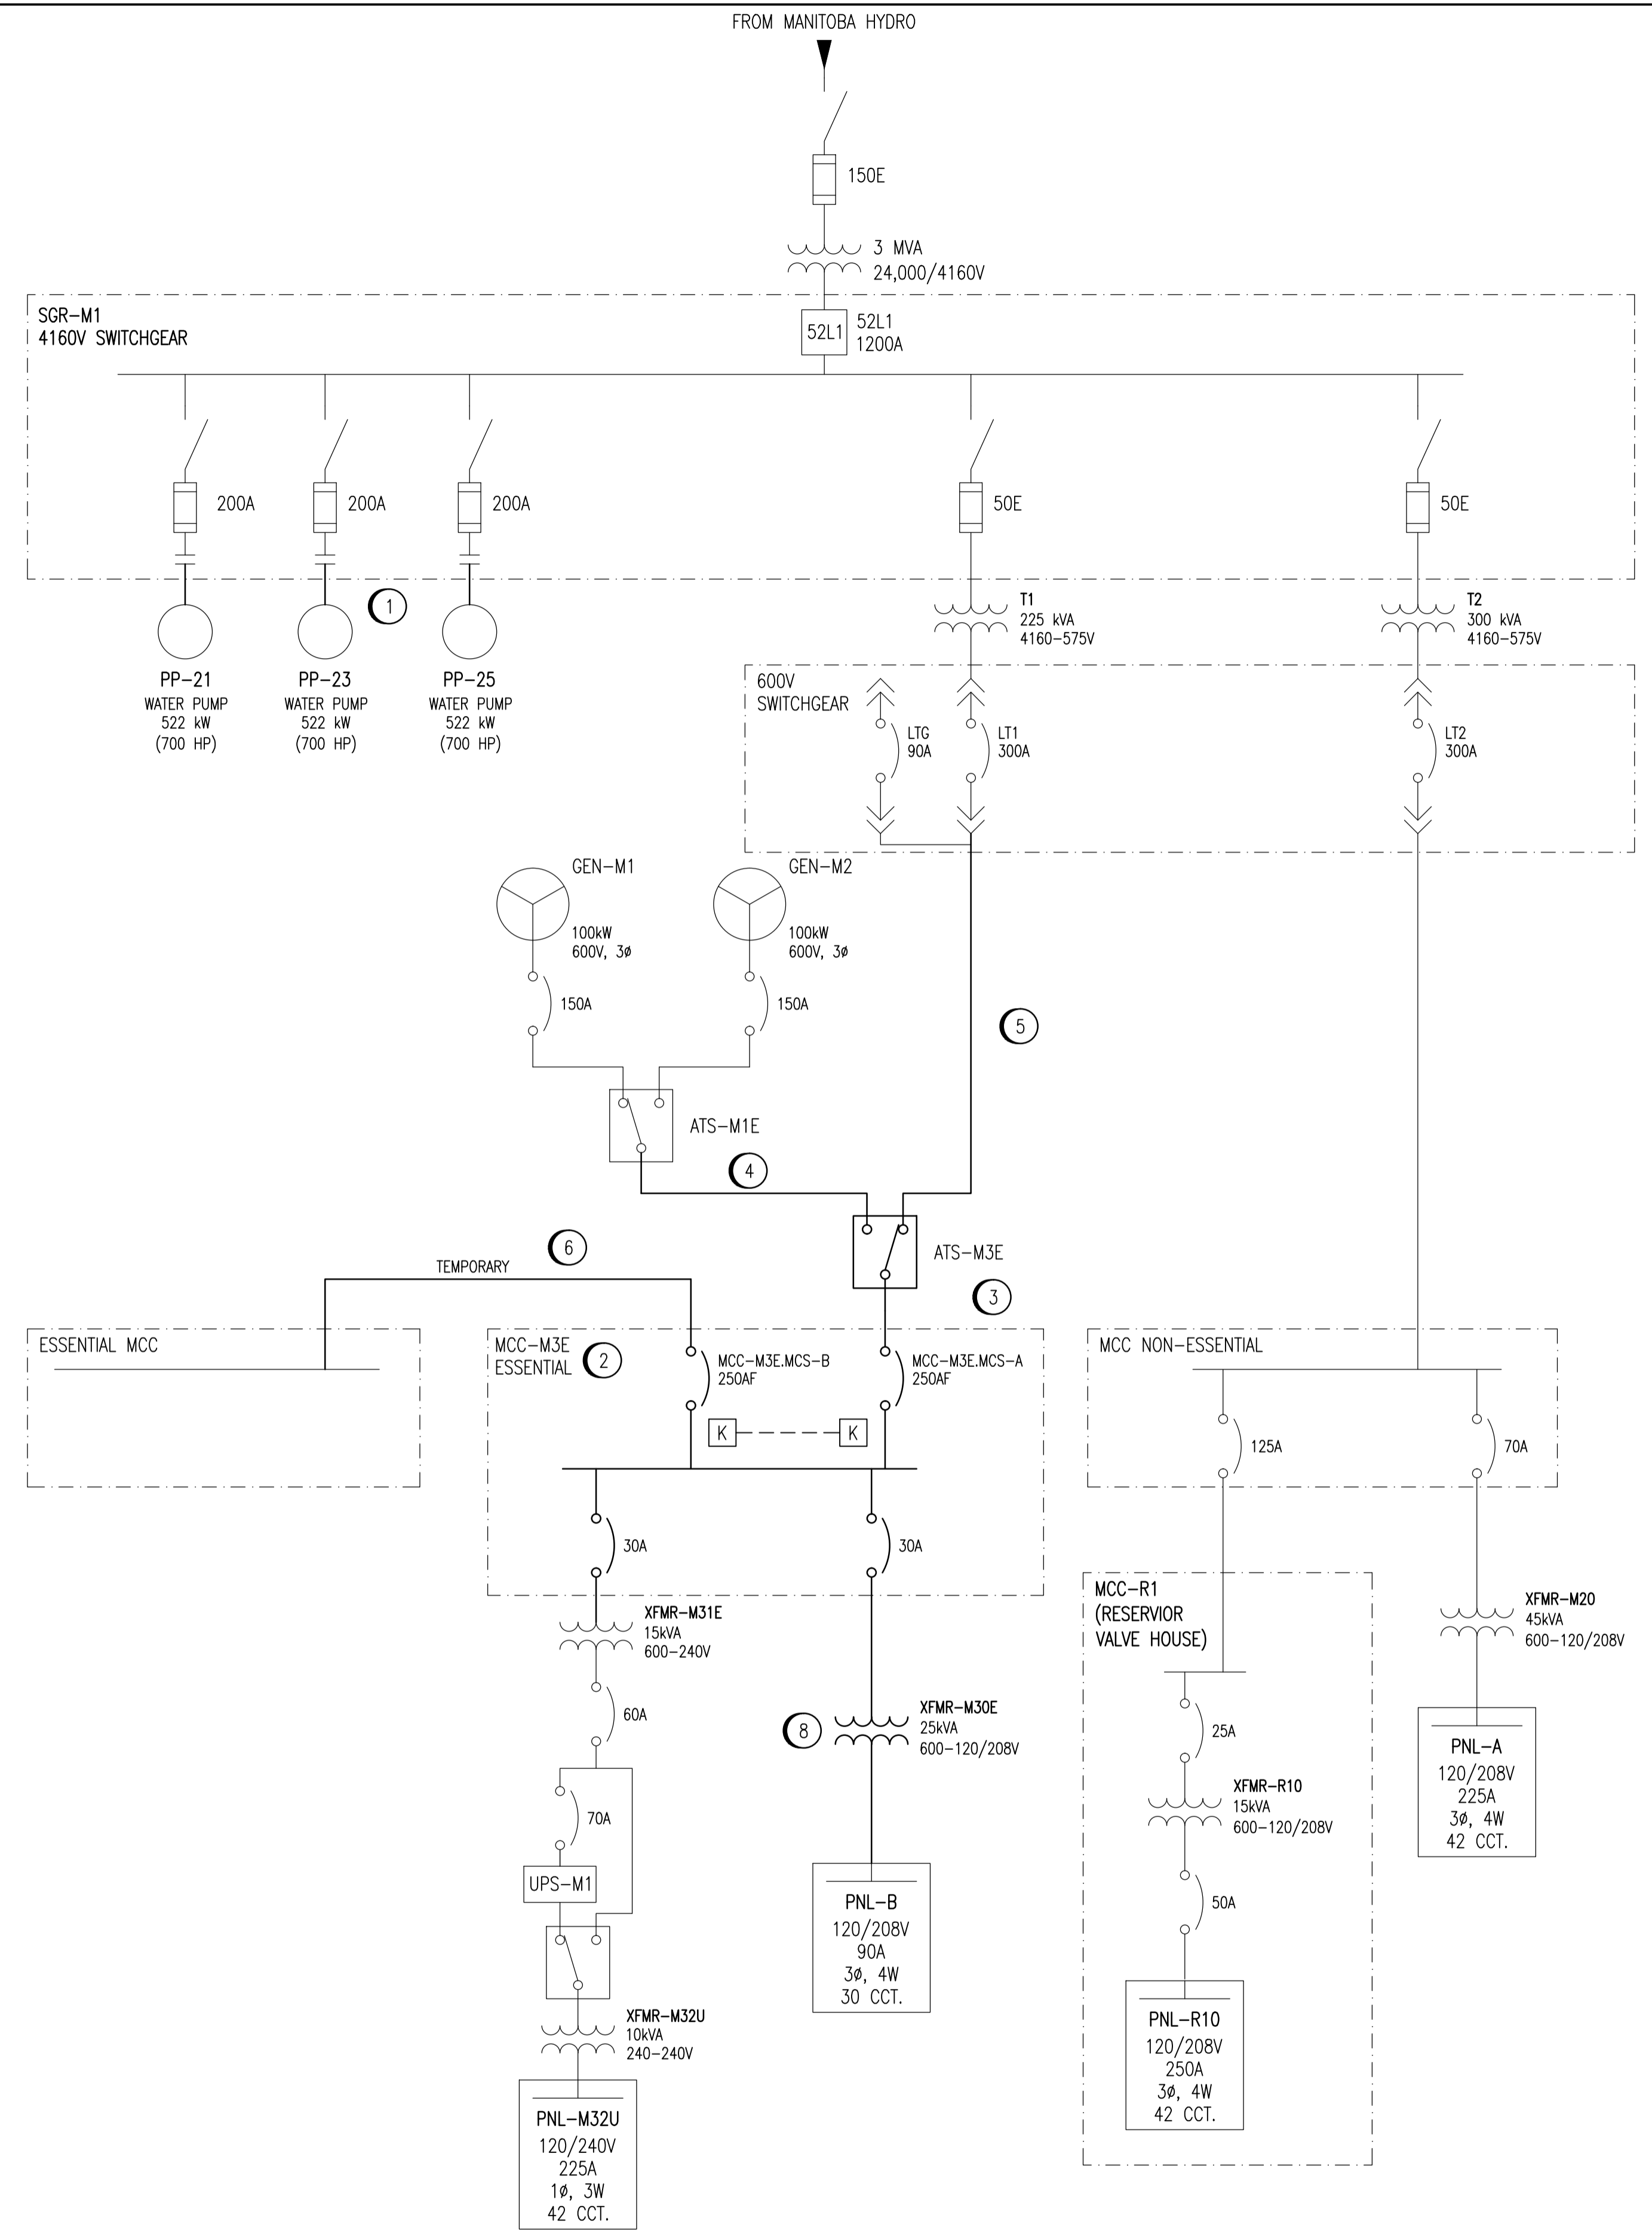 FROM MANITOBA HYDRO
150E
3 MVA
24,000/4160V
SGR-M1
4160V SWITCHGEAR
52L1
52L1
1200A
200A
200A
200A
50E
50E
1
PP-21
WATER PUMP
522 kW
(700 HP)
PP-23
WATER PUMP
522 kW
(700 HP)
PP-25
WATER PUMP
522 kW
(700 HP)
T1
225 kVA
4160-575V
T2
300 kVA
4160-575V
600V
SWITCHGEAR
LTG
90A
LT1
300A
LT2
300A
GEN-M1
100kW
600V, 3ø
150A
GEN-M2
100kW
600V, 3ø
150A
5
ATS-M1E
4
ATS-M3E
3
6
TEMPORARY
ESSENTIAL MCC
MCC-M3E
ESSENTIAL
2
MCC-M3E.MCS-B
250AF
MCC-M3E.MCS-A
250AF
K
K
30A
30A
MCC NON-ESSENTIAL
125A
70A
XFMR-M31E
15kVA
600-240V
60A
70A
UPS-M1
XFMR-M32U
10kVA
240-240V
PNL-M32U
120/240V
225A
1ø, 3W
42 CCT.
8
XFMR-M30E
25kVA
600-120/208V
PNL-B
120/208V
90A
3ø, 4W
30 CCT.
MCC-R1
(RESERVIOR
VALVE HOUSE)
25A
XFMR-R10
15kVA
600-120/208V
50A
PNL-R10
120/208V
250A
3ø, 4W
42 CCT.
XFMR-M20
45kVA
600-120/208V
PNL-A
120/208V
225A
3ø, 4W
42 CCT.